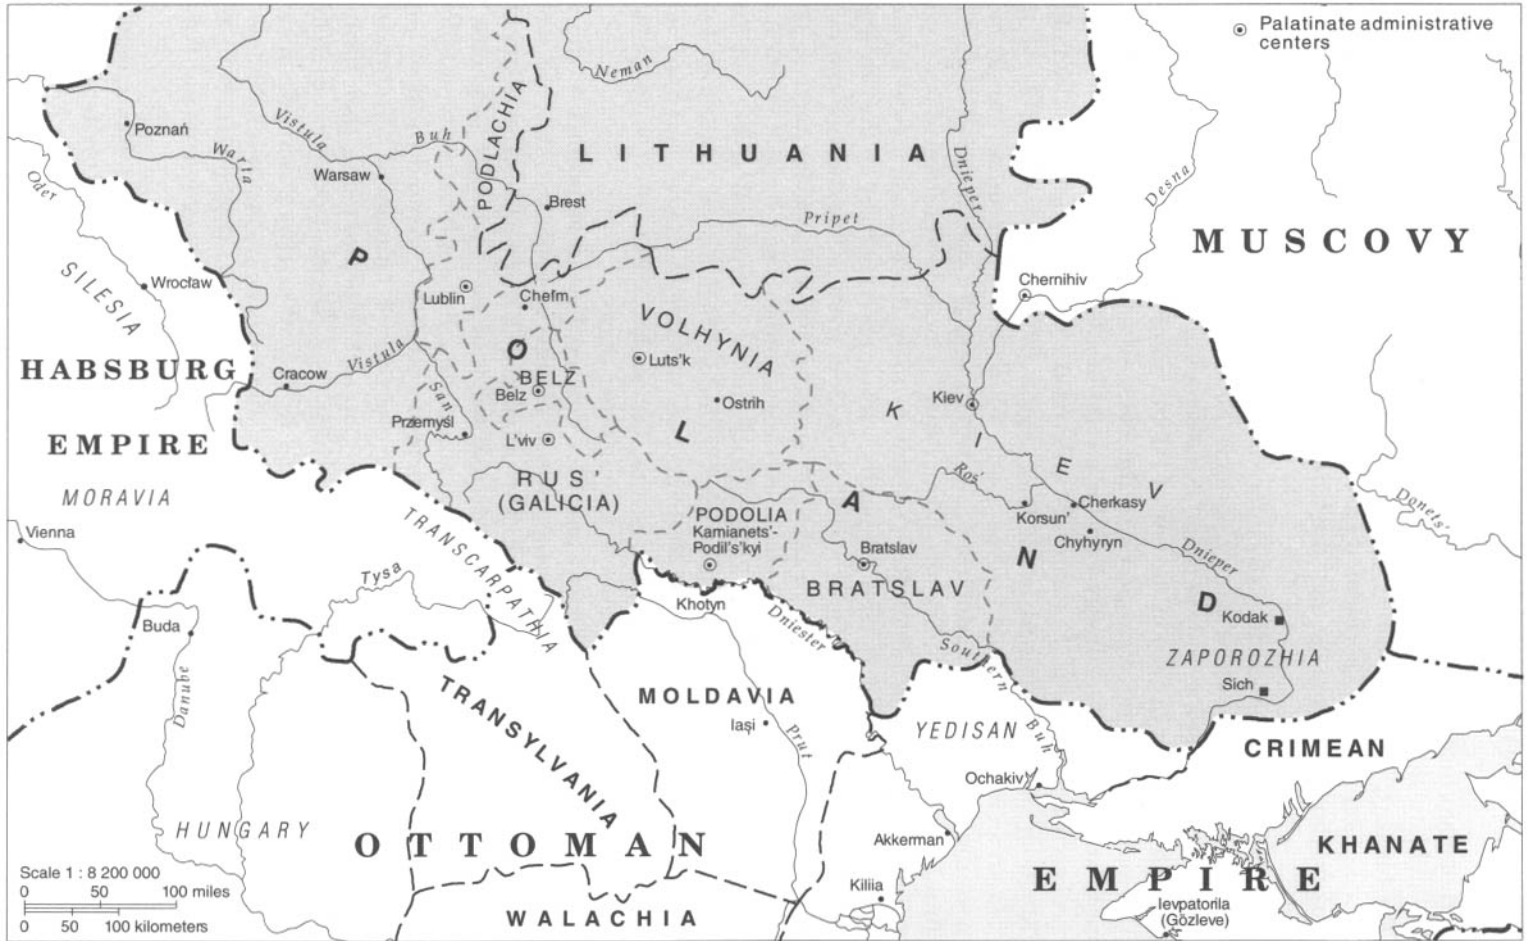 Palatinate administrative
centers
Neman
PODLACHIA
Poznań
Vistula
Buh
Warta
LITHUANIA
Dnieper
Desna
Oder
Warsaw
Brest
Pripet
P
MUSCOVY
SILESIA
Wrocław
Lublin
Chełm
Chernihiv
VOLHYNIA
HABSBURG
Vistula
O
Luts'k
Cracow
San
BELZ
Belz
Ostrih
K
Kiev
I
Przemyśl
L'viv
L
EMPIRE
RUS'
(GALICIA)
Roś
E
V
MORAVIA
TRANSCARPATHIA
PODOLIA
Kamianets'-
Podil's'kyi
A
Korsun'
Cherkasy
Donets'
Vienna
Bratslav
N
Chyhyryn
Dnieper
Tysa
BRATSLAV
Khotyn
Dniester
D
Kodak
Buda
Southern
ZAPOROZHIA
Sich
Danube
TRANSYLVANIA
MOLDAVIA
Iași
Prut
YEDISAN
Buh
CRIMEAN
Ochakiv
HUNGARY
OTTOMAN
Akkerman
KHANATE
Scale 1 : 8 200 000
0 50 100 miles
0 50 100 kilometers
Kiliia
EMPIRE
Ievpatorila
(Gözleve)
WALACHIA